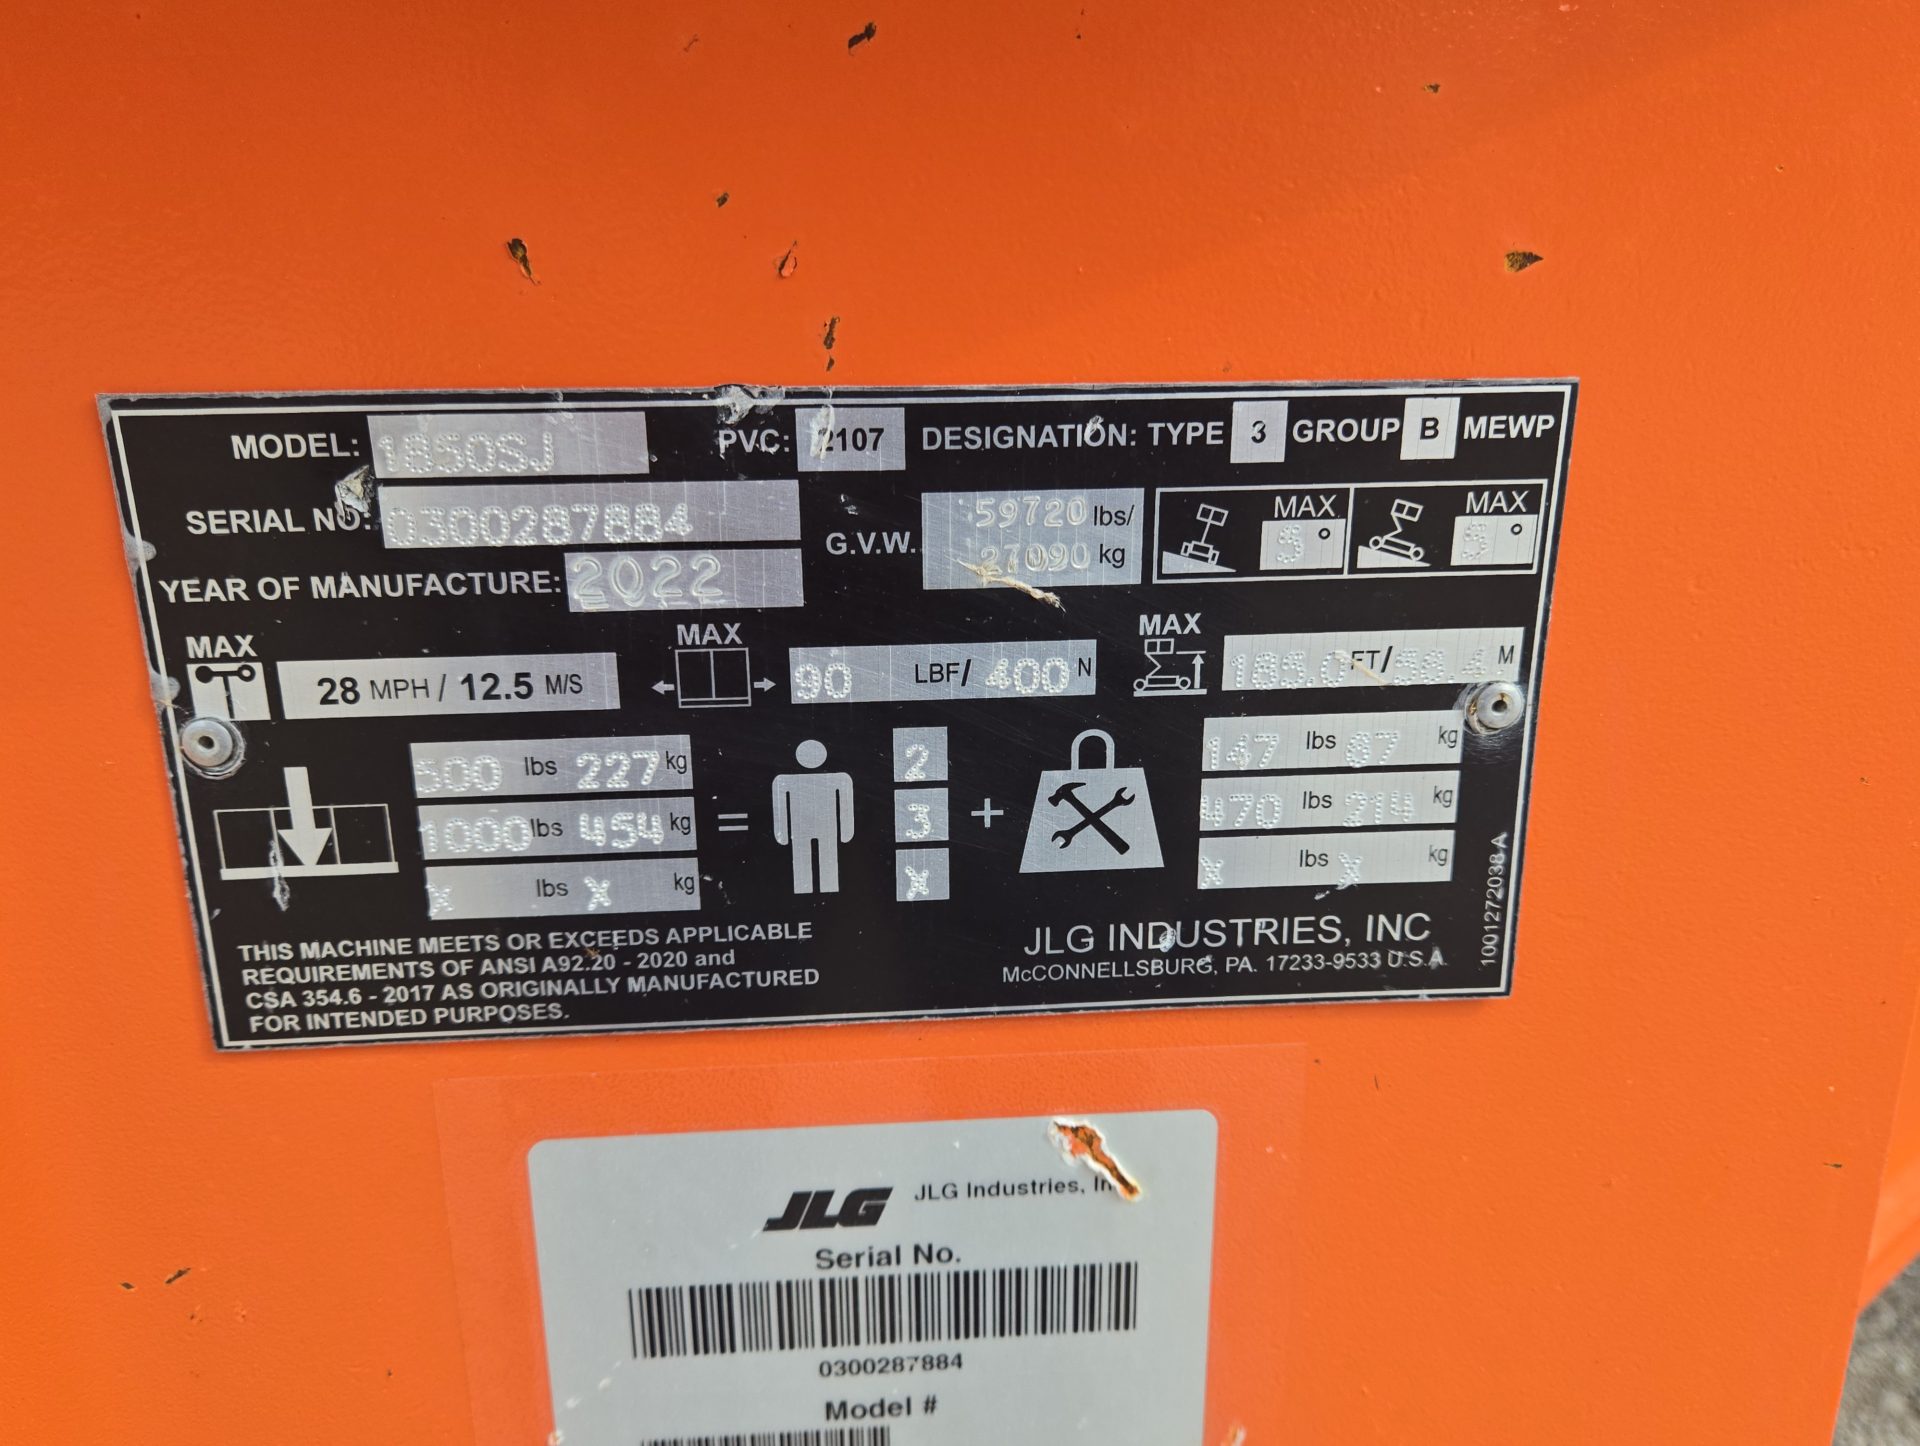 MODEL: 1850SJ PVC: 2107 DESIGNATION: TYPE 3 GROUP B MEWP
SERIAL NO: 0300287884 G.V.W. 59720 lbs/ 27090 kg MAX 3° MAX °
YEAR OF MANUFACTURE: 2022
MAX 28 MPH / 12.5 M/S MAX 90 LBF/ 400 N MAX 185.0 FT/ 56.4 M
500 lbs 227 kg 2 147 lbs 67 kg
1000 lbs 454 kg = 3 + 470 lbs 214 kg
X lbs X kg X X lbs X kg
THIS MACHINE MEETS OR EXCEEDS APPLICABLE
REQUIREMENTS OF ANSI A92.20 - 2020 and
CSA 354.6 - 2017 AS ORIGINALLY MANUFACTURED
FOR INTENDED PURPOSES.
JLG INDUSTRIES, INC
McCONNELLSBURG, PA. 17233-9533 U.S.A.
1001272038 A
JLG JLG Industries,
Serial No.
0300287884
Model #